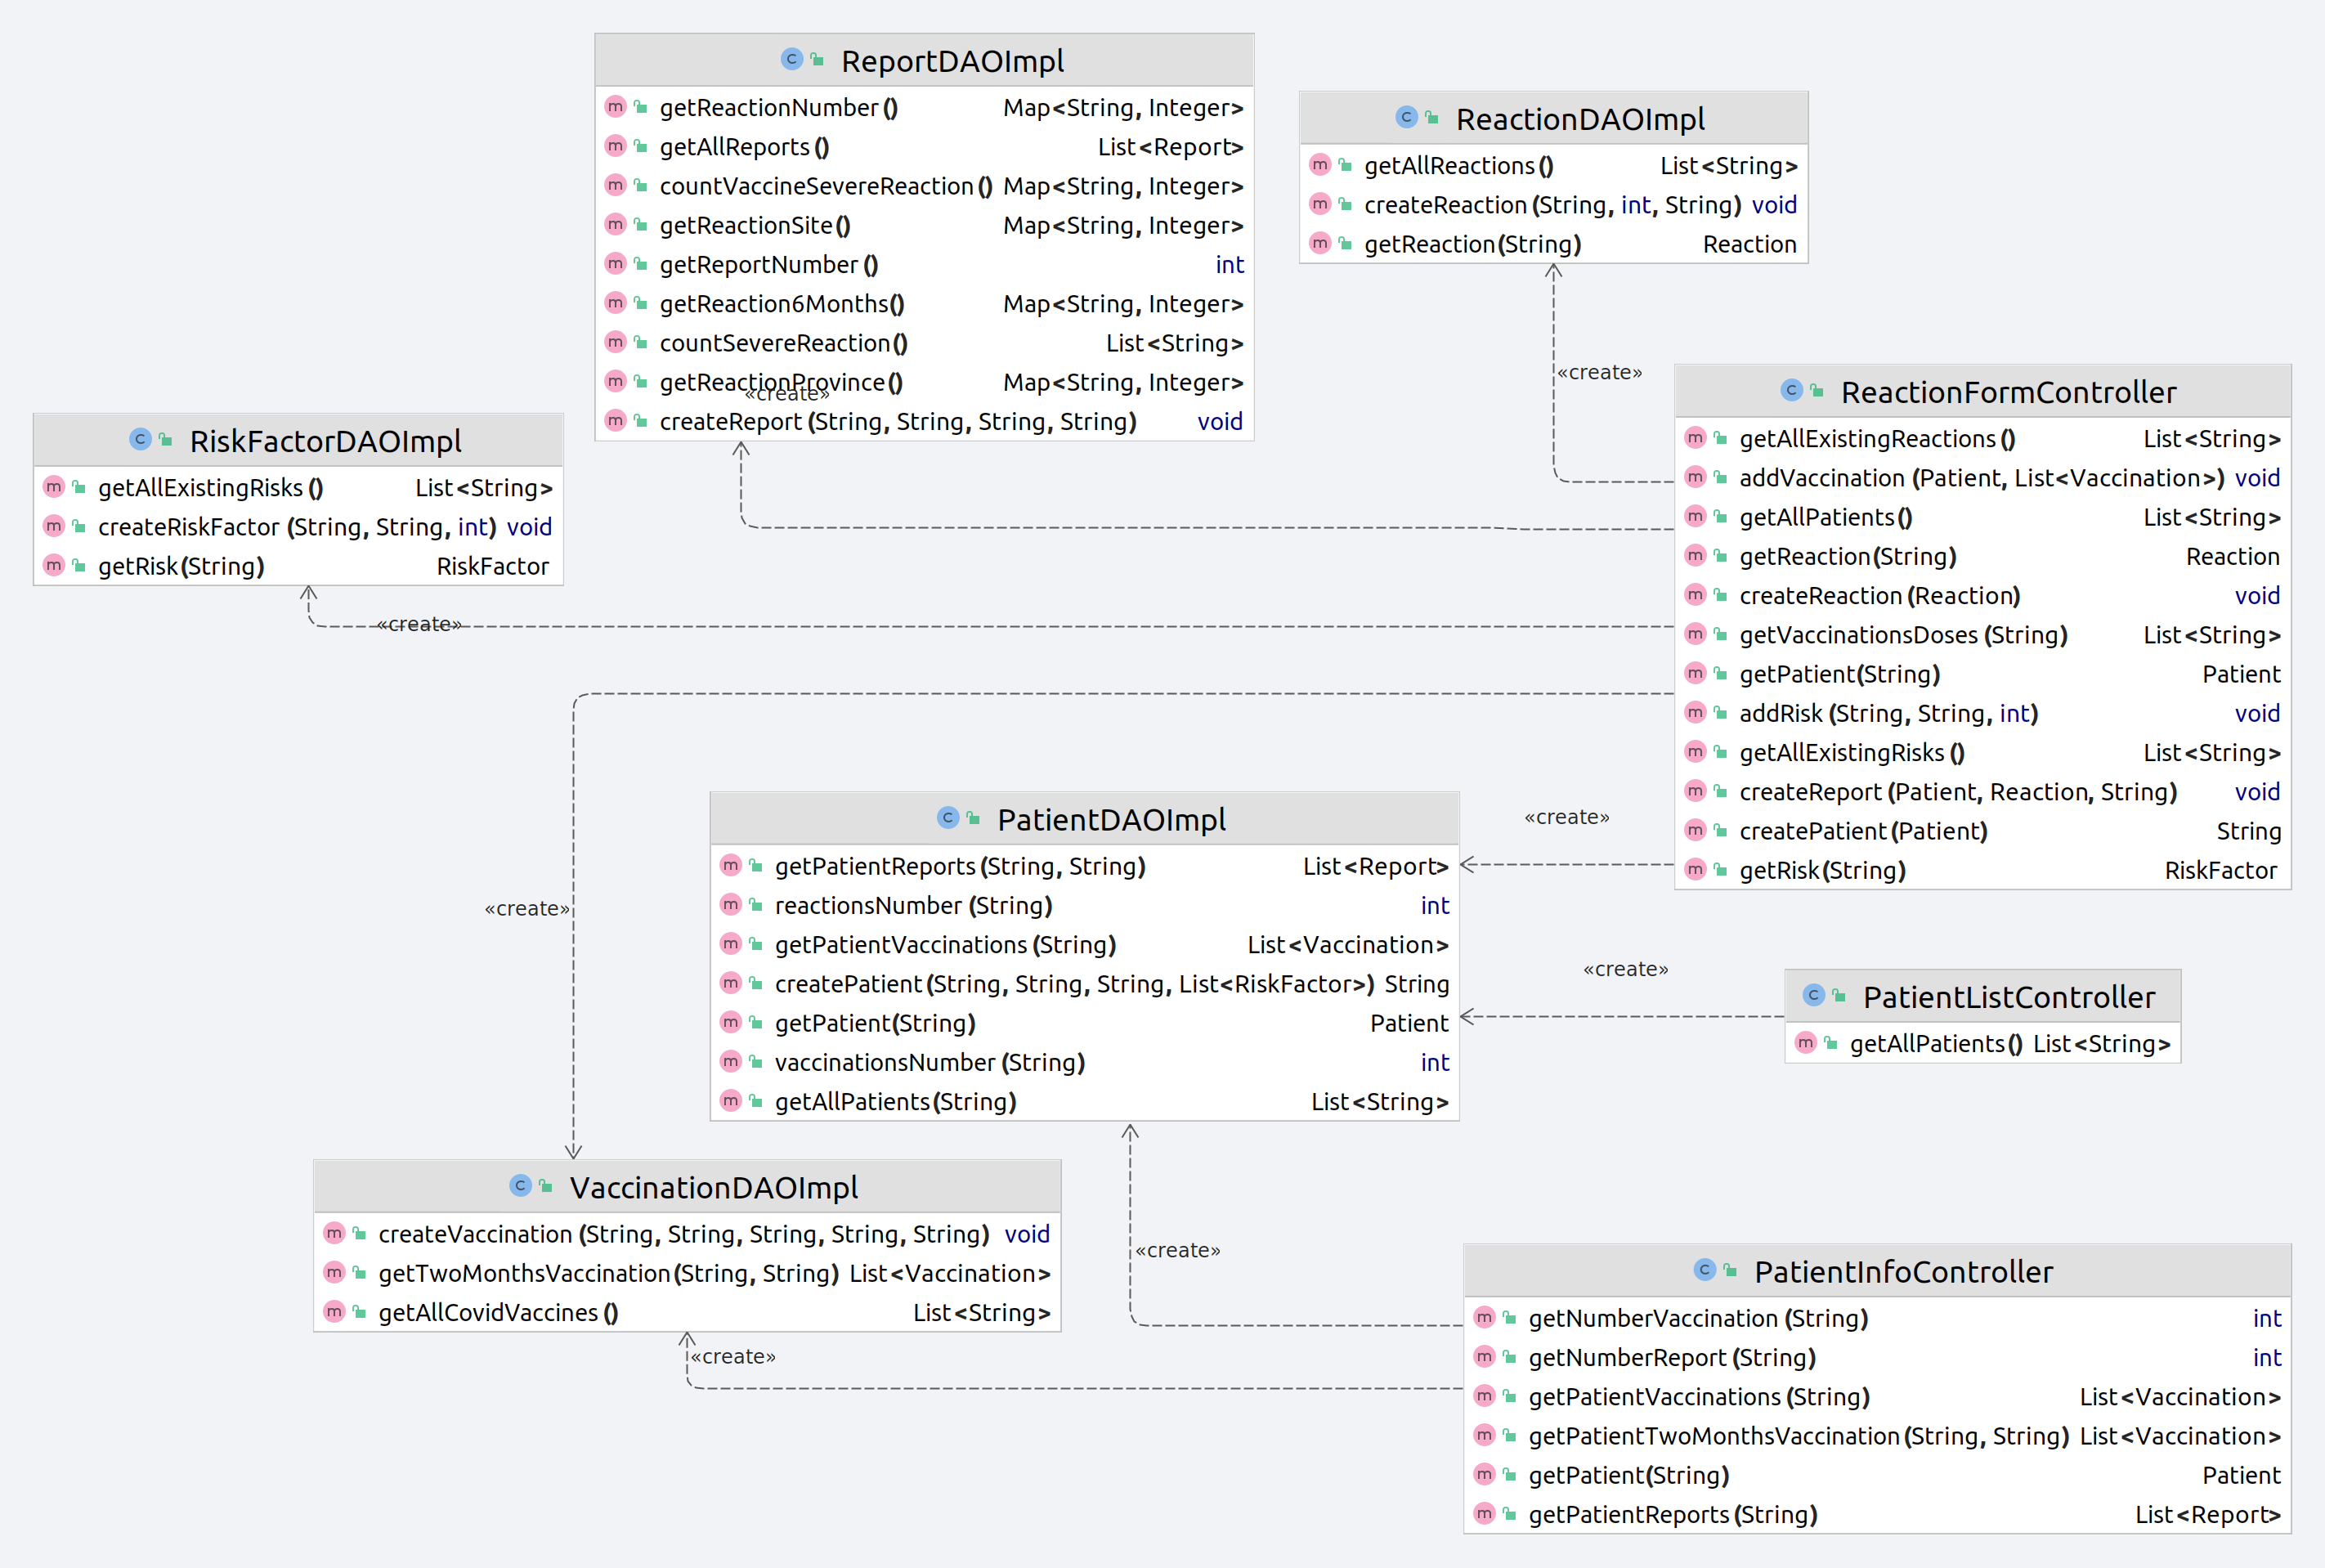 ReportDAOImpl
getReactionNumber() Map<String, Integer>
getAllReports() List<Report>
countVaccineSevereReaction() Map<String, Integer>
getReactionSite() Map<String, Integer>
getReportNumber() int
getReaction6Months() Map<String, Integer>
countSevereReaction() List<String>
getReactionProvince() Map<String, Integer>
«create»
createReport(String, String, String, String) void
ReactionDAOImpl
getAllReactions() List<String>
createReaction(String, int, String) void
getReaction(String) Reaction
«create»
RiskFactorDAOImpl
getAllExistingRisks() List<String>
createRiskFactor(String, String, int) void
getRisk(String) RiskFactor
«create»
ReactionFormController
getAllExistingReactions() List<String>
addVaccination(Patient, List<Vaccination>) void
getAllPatients() List<String>
getReaction(String) Reaction
createReaction(Reaction) void
getVaccinationsDoses(String) List<String>
getPatient(String) Patient
addRisk(String, String, int) void
getAllExistingRisks() List<String>
createReport(Patient, Reaction, String) void
createPatient(Patient) String
getRisk(String) RiskFactor
«create»
«create»
PatientDAOImpl
getPatientReports(String, String) List<Report>
reactionsNumber(String) int
getPatientVaccinations(String) List<Vaccination>
createPatient(String, String, String, List<RiskFactor>) String
getPatient(String) Patient
vaccinationsNumber(String) int
getAllPatients(String) List<String>
«create»
PatientListController
getAllPatients() List<String>
VaccinationDAOImpl
createVaccination(String, String, String, String, String) void
getTwoMonthsVaccination(String, String) List<Vaccination>
getAllCovidVaccines() List<String>
«create»
«create»
PatientInfoController
getNumberVaccination(String) int
getNumberReport(String) int
getPatientVaccinations(String) List<Vaccination>
getPatientTwoMonthsVaccination(String, String) List<Vaccination>
getPatient(String) Patient
getPatientReports(String) List<Report>